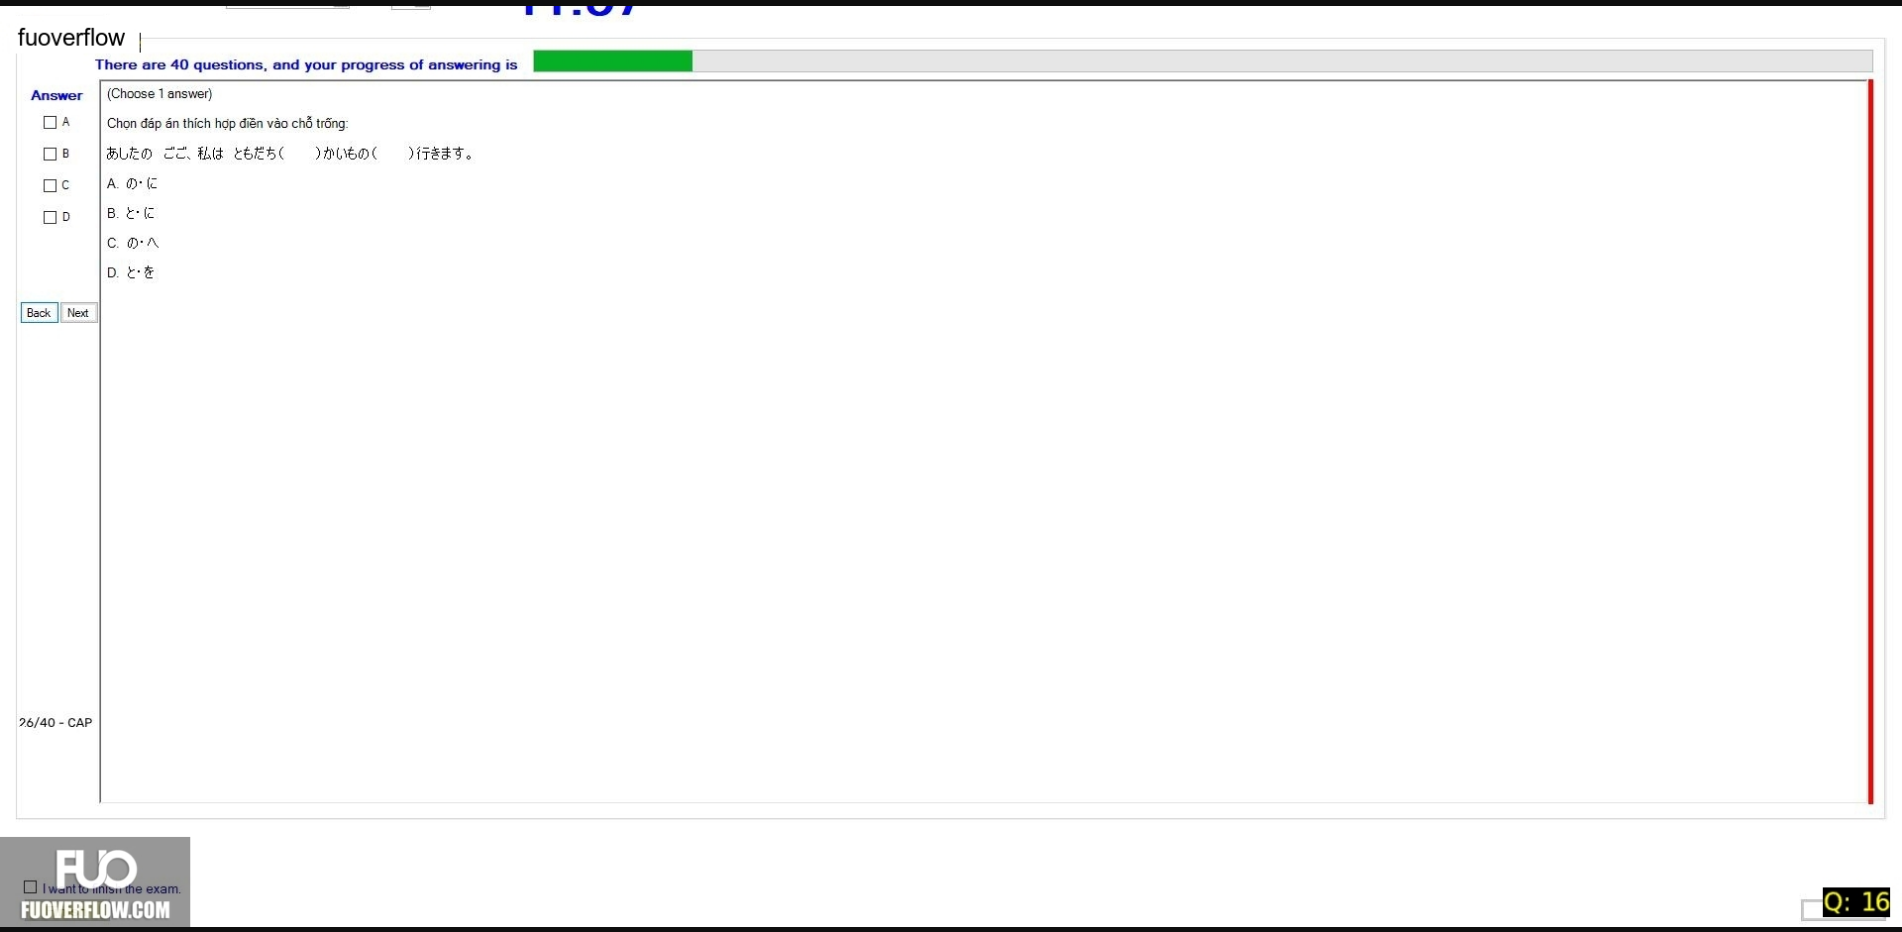 fuoverflow
There are 40 questions, and your progress of answering is
Answer
(Choose 1 answer)
A
Chọn đáp án thích hợp điền vào chỗ trống:
B
あしたの ごご、私は ともだち( )かいもの( )行きます。
C
A. の・に
D
B. と・に
C. の・へ
D. と・を
Back Next
26/40 - CAP
FUO
I want to finish the exam.
FUOVERFLOW.COM
Q: 16